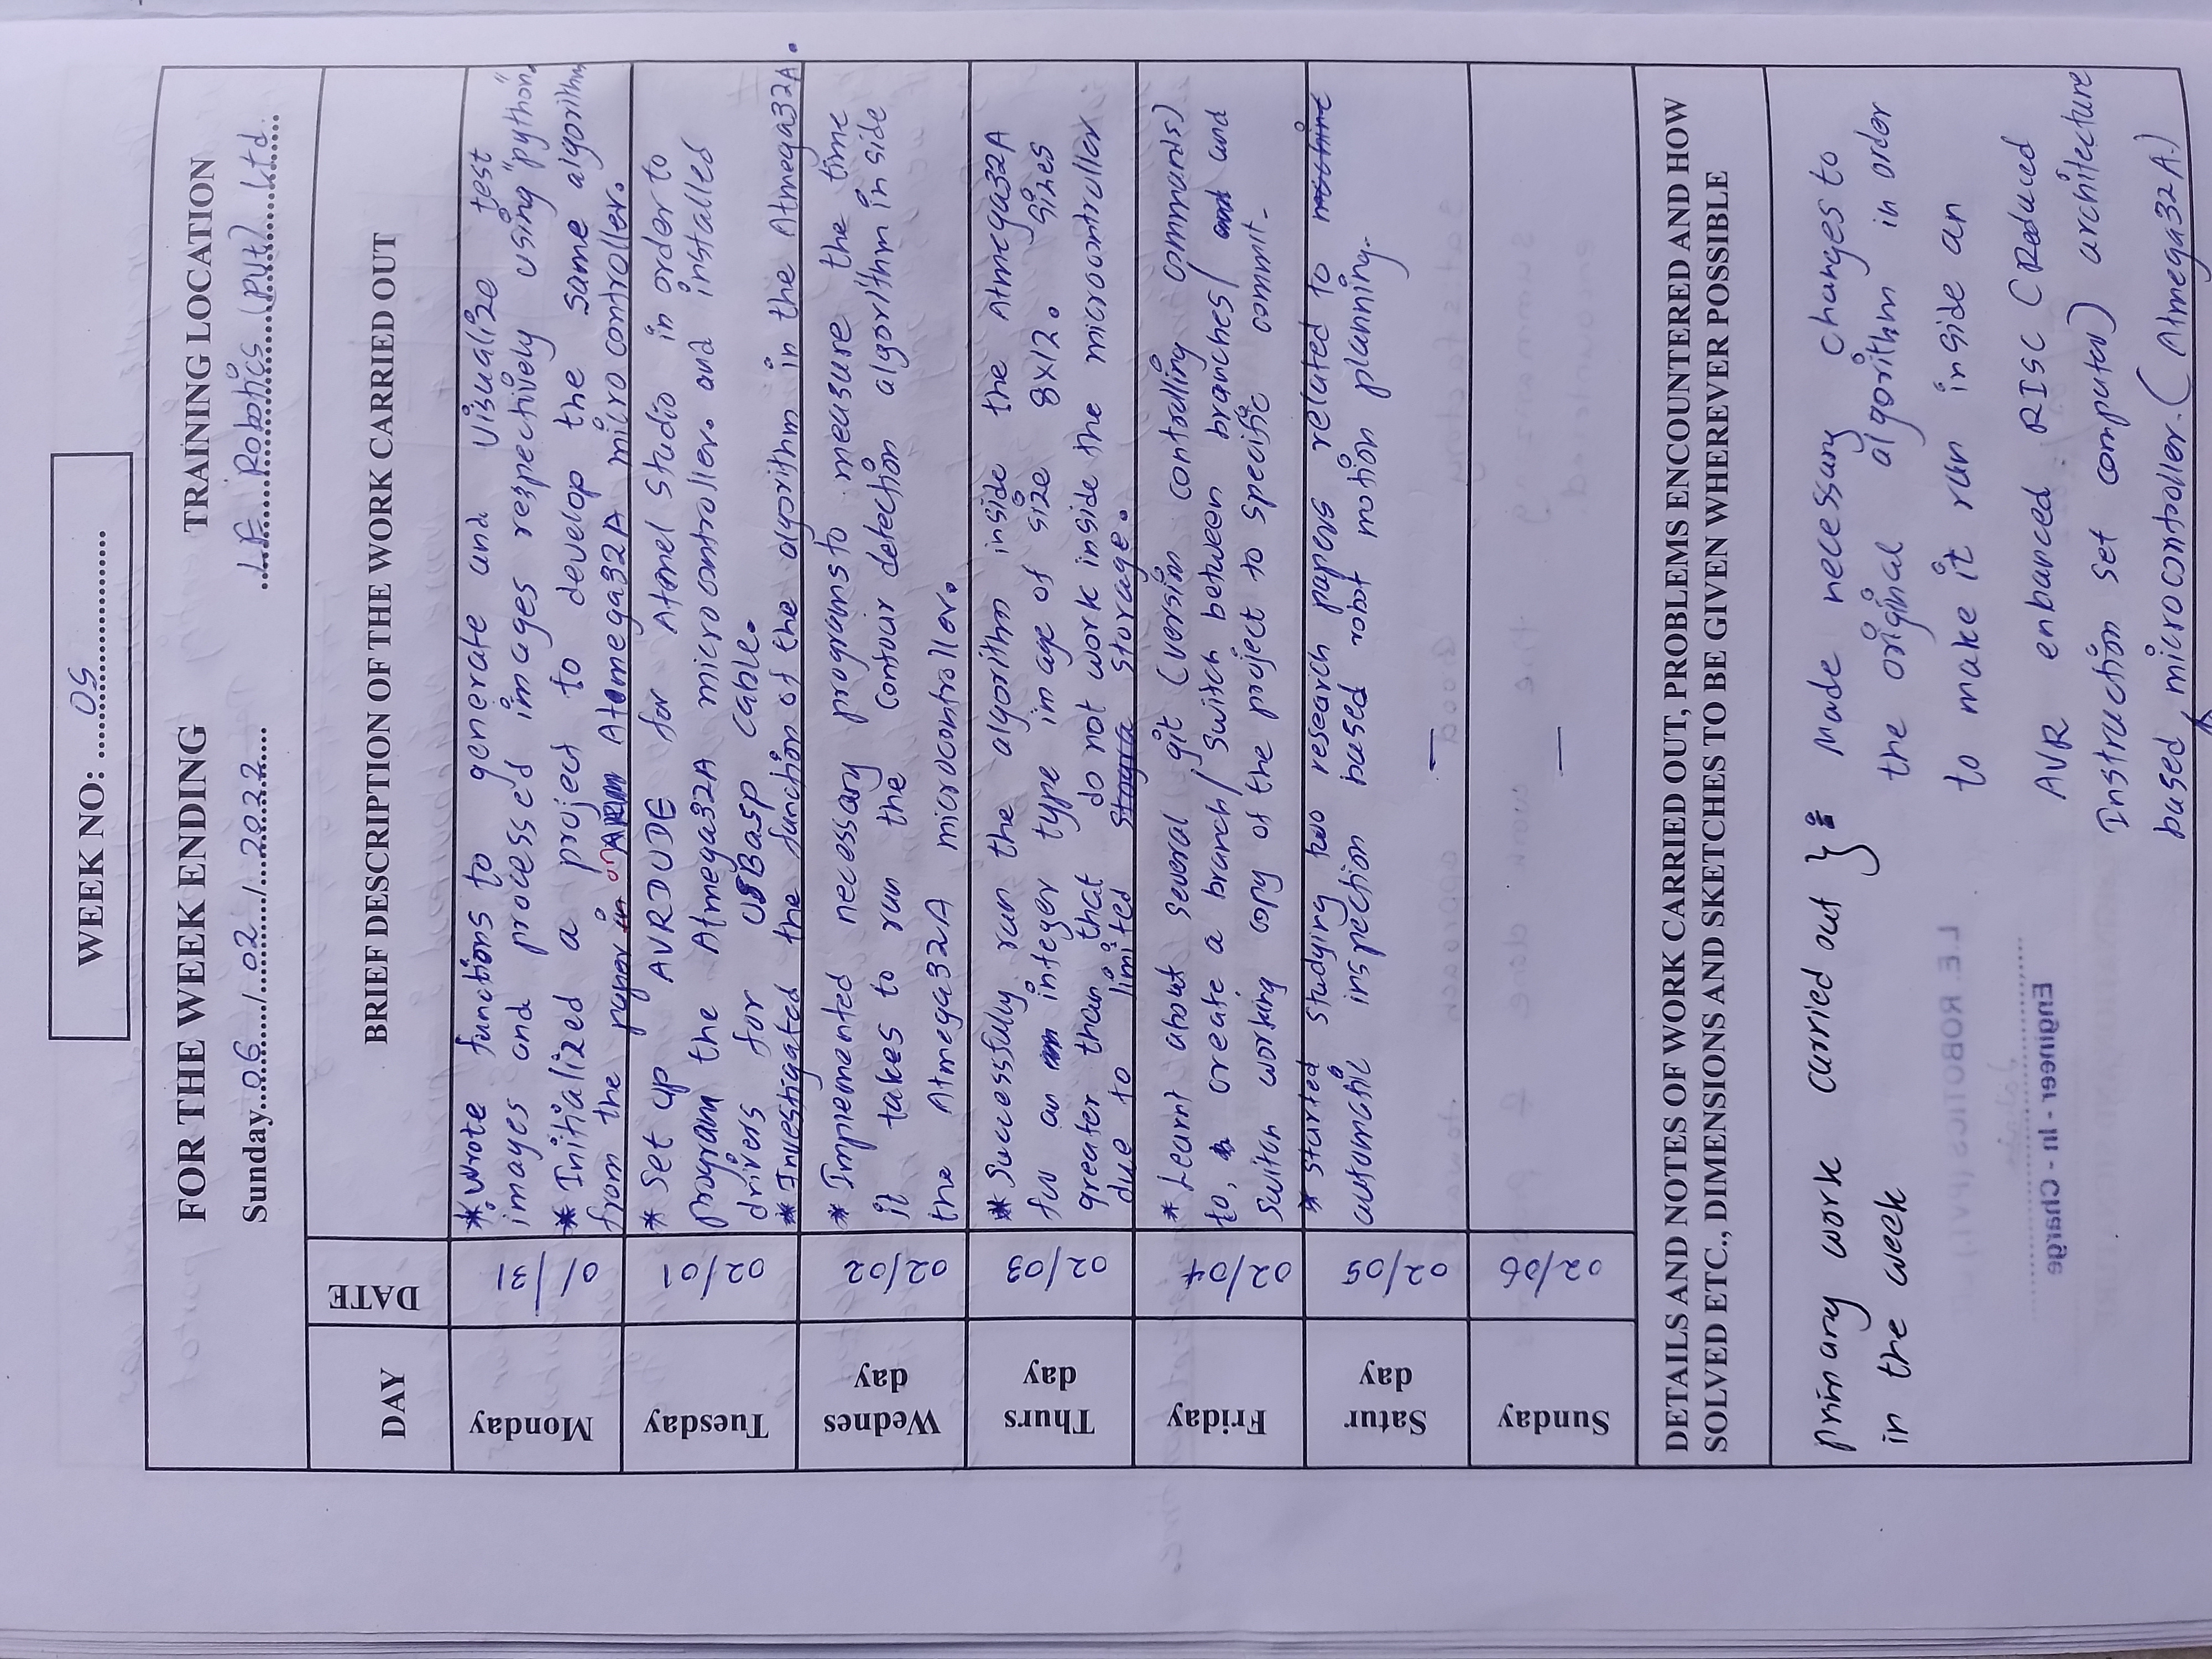 WEEK NO: 05
FOR THE WEEK ENDING
TRAINING LOCATION
Sunday 06 / 02 / 2022
LE Robotics (Pvt) Ltd.
DAY
DATE
BRIEF DESCRIPTION OF THE WORK CARRIED OUT
Monday
01/31
* Wrote functions to generate and visualize test
images and processed images respectively using "python".
* Initialized a project to develop the same algorithm
from the paper in on Atomega32A micro controller.
Tuesday
02/01
* Set up AVRDUDE for Atmel Studio in order to
program the Atmega32A microcontroller. and installed
drivers for USBasp cable.
* Investigated the function of the algorithm in the Atmega32A.
Wednes
day
02/02
* Implemented necessary programs to measure the time
it takes to run the contour detection algorithm inside
the Atmega32A microcontroller.
Thurs
day
02/03
* Successfully run the algorithm inside the Atmega32A
for an integer type image of size 8x12. Sizes
greater than that do not work inside the microcontroller
due to limited Stogra storage.
Friday
02/04
* Learnt about several git (version controlling commands)
to, create a branch/ switch between branches/ and and
switch working copy of the project to specific commit.
Satur
day
02/05
* started studying two research papers related to machine
automatic inspection based robot motion planning.
—
Sunday
02/06
—
DETAILS AND NOTES OF WORK CARRIED OUT, PROBLEMS ENCOUNTERED AND HOW
SOLVED ETC., DIMENSIONS AND SKETCHES TO BE GIVEN WHEREVER POSSIBLE
primary work carried out } : Made necessary changes to
in the week
the original algorithm in order
to make it run inside an
AVR enhanced RISC (Reduced
Instruction Set computer) architecture
based microcontroller. (Atmega32A.)